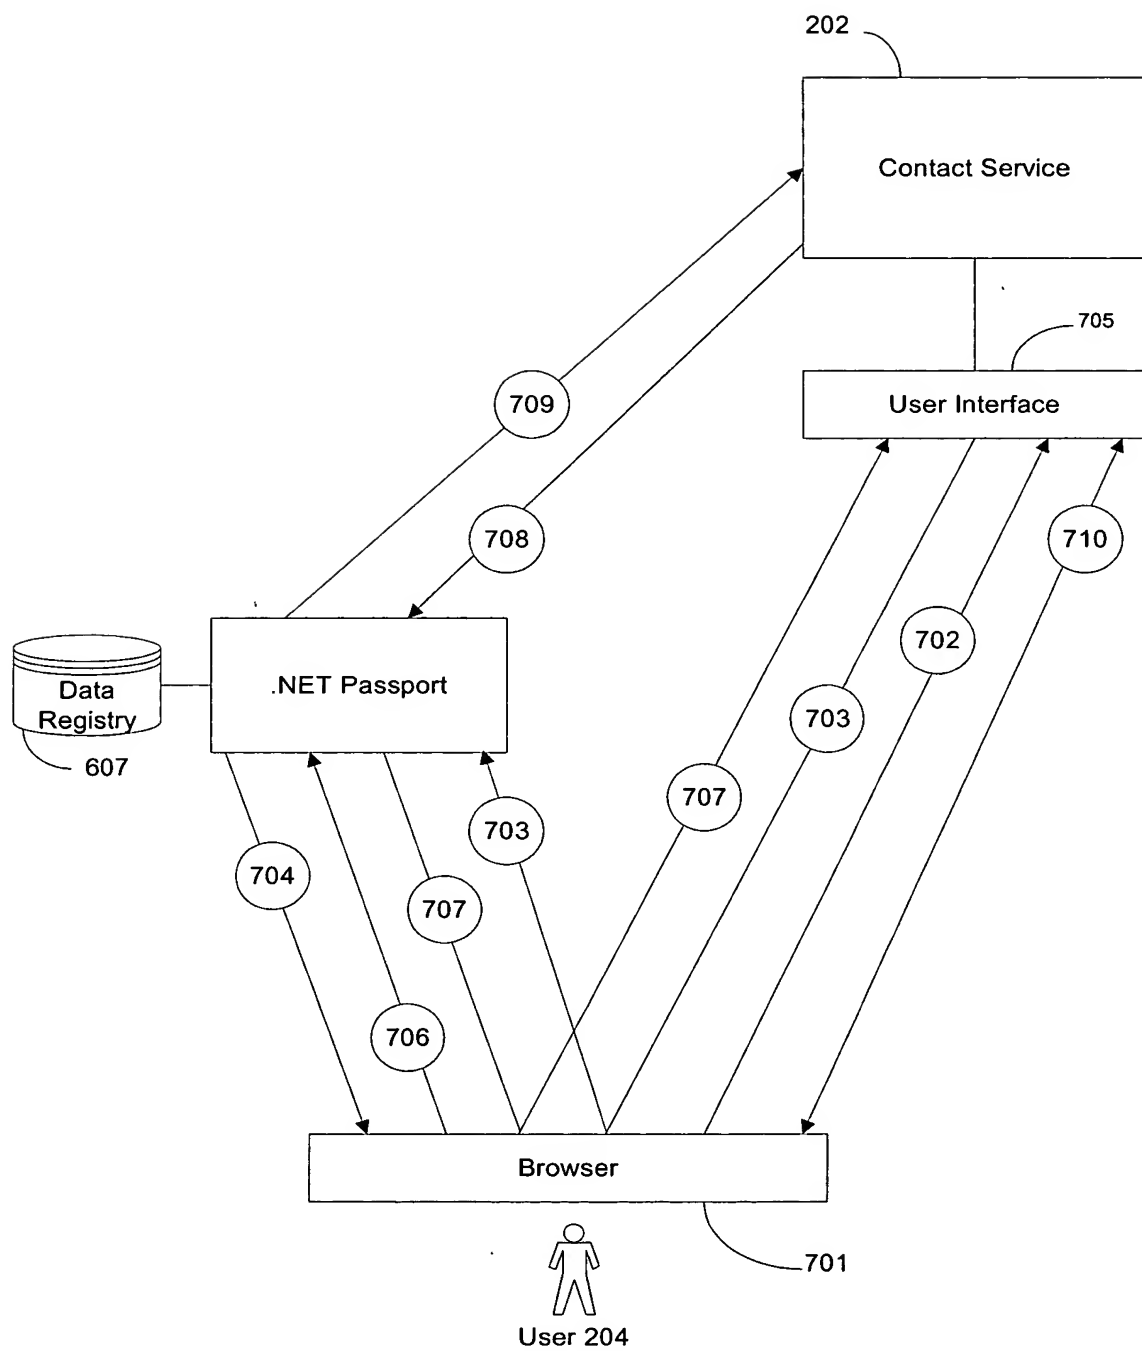 202
Contact Service
705
User Interface
709
708
710
702
.NET Passport
Data
Registry
703
607
707
703
704
707
706
Browser
701
User 204